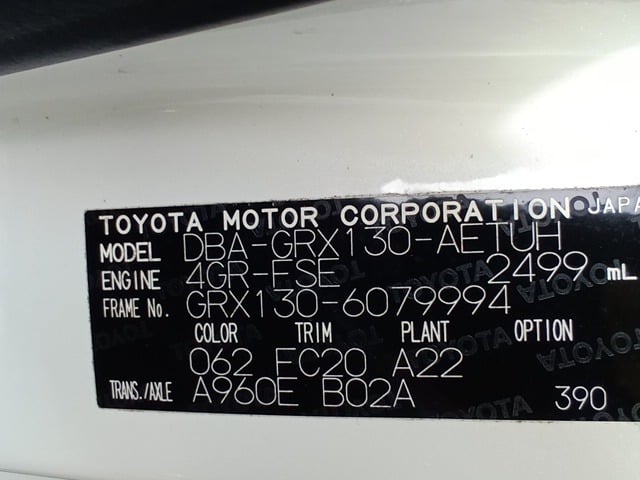 TOYOTA MOTOR CORPORATION JAPA
MODEL DBA-GRX130-AETUH
ENGINE 4GR-FSE 2499 mL
FRAME No. GRX130-6079994
COLOR TRIM PLANT OPTION
062 FC20 A22
TRANS./AXLE A960E B02A 390